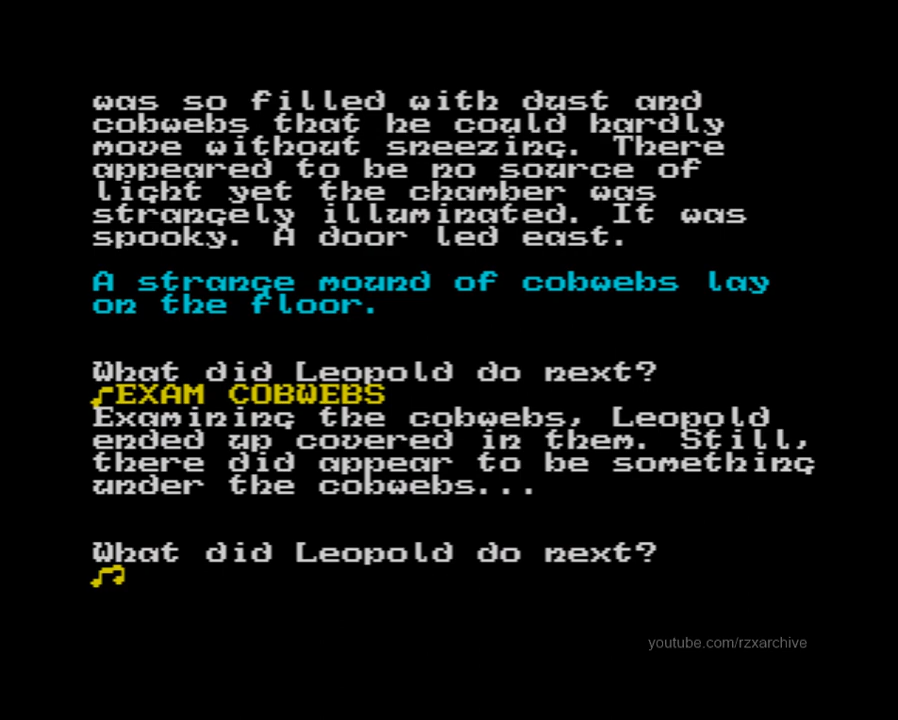 was so filled with dust and
cobwebs that he could hardly
move without sneezing. There
appeared to be no source of
light yet the chamber was
strangely illuminated. It was
spooky. A door led east.
A strange mound of cobwebs lay
on the floor.
What did Leopold do next?
EXAM COBWEBS
Examining the cobwebs, Leopold
ended up covered in them. Still,
there did appear to be something
under the cobwebs...
What did Leopold do next?
youtube.com/rzxarchive